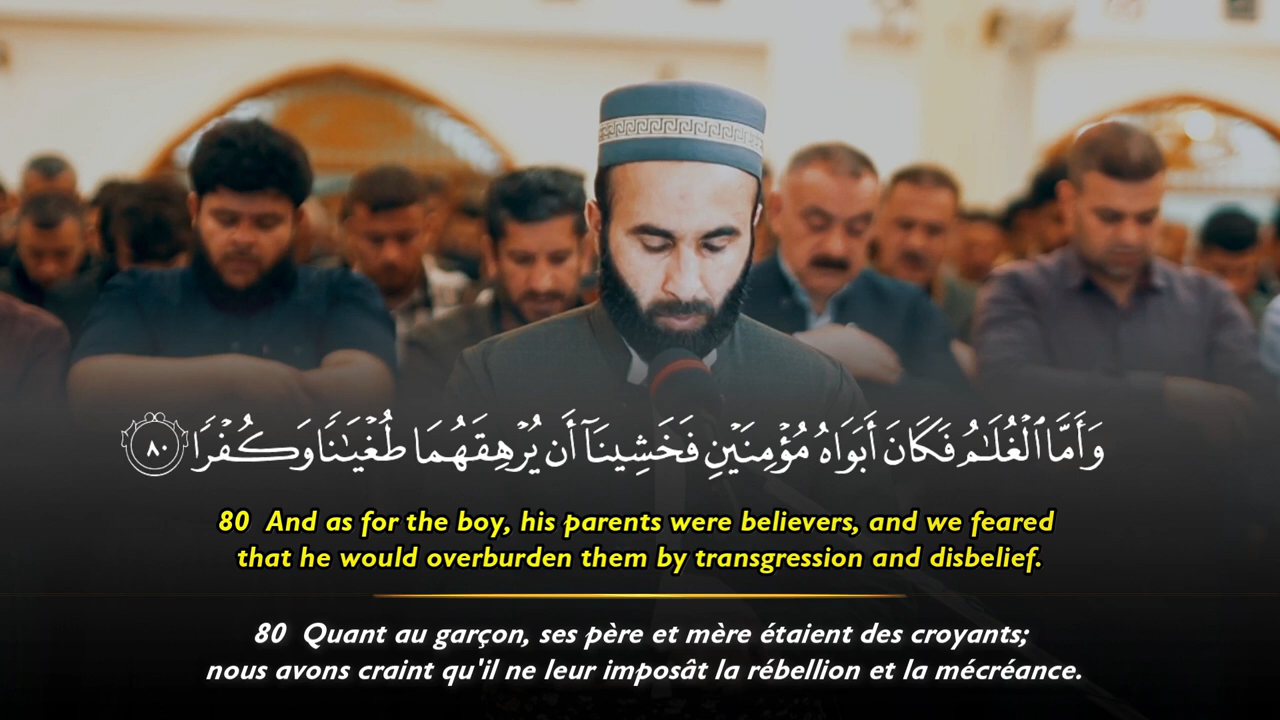 وَأَمَّا ٱلْغُلَٰمُ فَكَانَ أَبَوَاهُ مُؤْمِنَيْنِ فَخَشِينَآ أَن يُرْهِقَهُمَا طُغْيَٰنًا وَكُفْرًا ٨٠
80 And as for the boy, his parents were believers, and we feared
that he would overburden them by transgression and disbelief.
80 Quant au garçon, ses père et mère étaient des croyants;
nous avons craint qu'il ne leur imposât la rébellion et la mécréance.